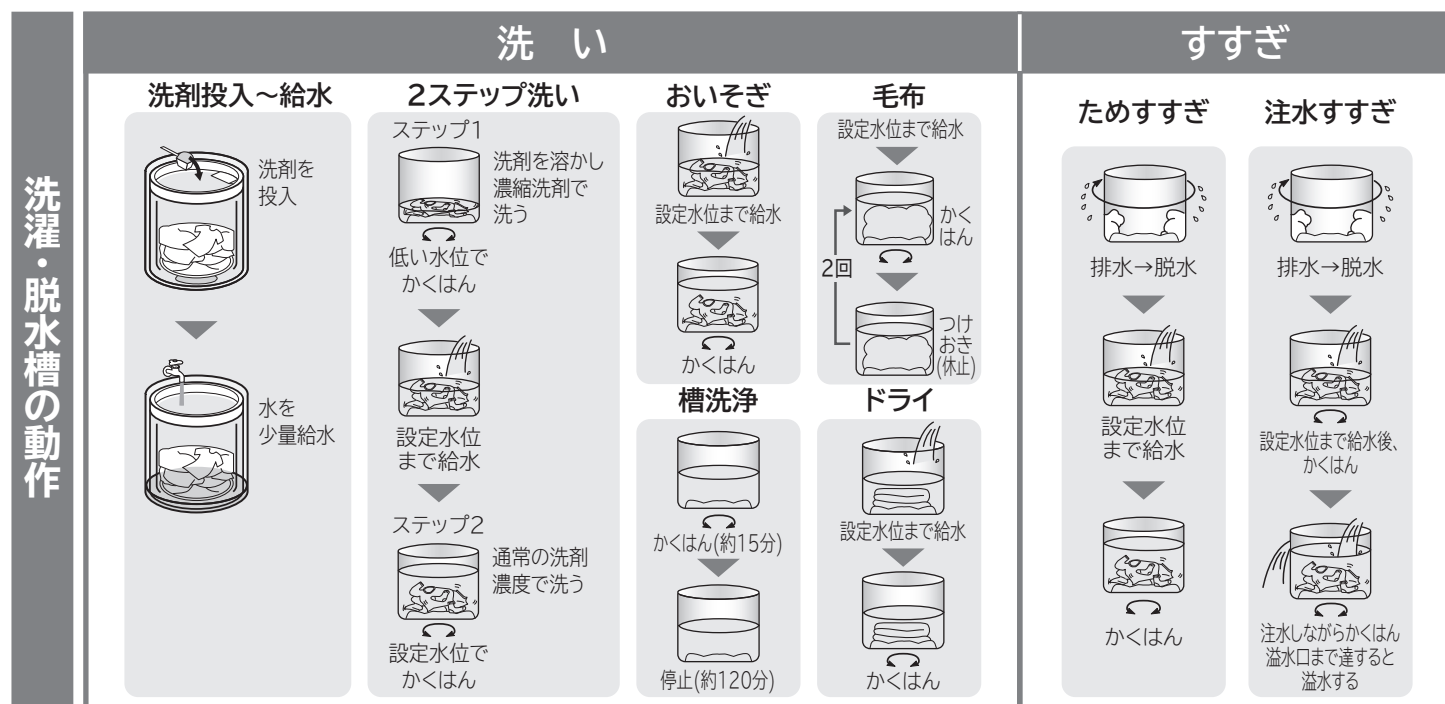 洗濯・脱水槽の動作
洗 い
洗剤投入～給水
洗剤を
投入
水を
少量給水
2ステップ洗い
ステップ1
洗剤を溶かし
濃縮洗剤で
洗う
低い水位で
かくはん
設定水位
まで給水
ステップ2
通常の洗剤
濃度で洗う
設定水位で
かくはん
おいそぎ
設定水位まで給水
かくはん
毛布
設定水位まで給水
かく
はん
2回
つけ
おき
(休止)
槽洗浄
かくはん(約15分)
停止(約120分)
ドライ
設定水位まで給水
かくはん
すすぎ
ためすすぎ
排水→脱水
設定水位
まで給水
かくはん
注水すすぎ
排水→脱水
設定水位まで給水後、
かくはん
注水しながらかくはん
溢水口まで達すると
溢水する